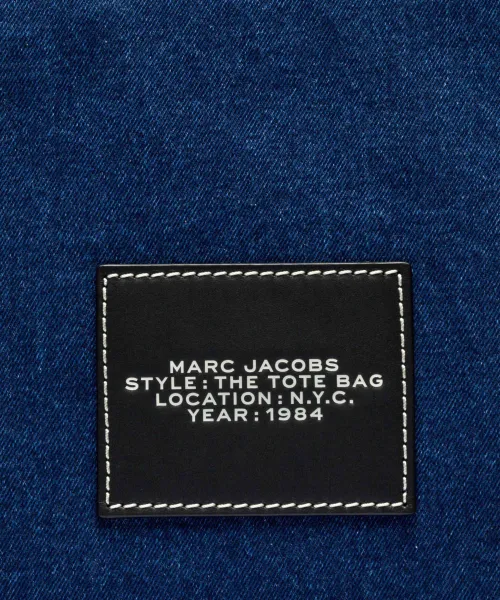 MARC JACOBS
STYLE : THE TOTE BAG
LOCATION : N.Y.C.
YEAR : 1984